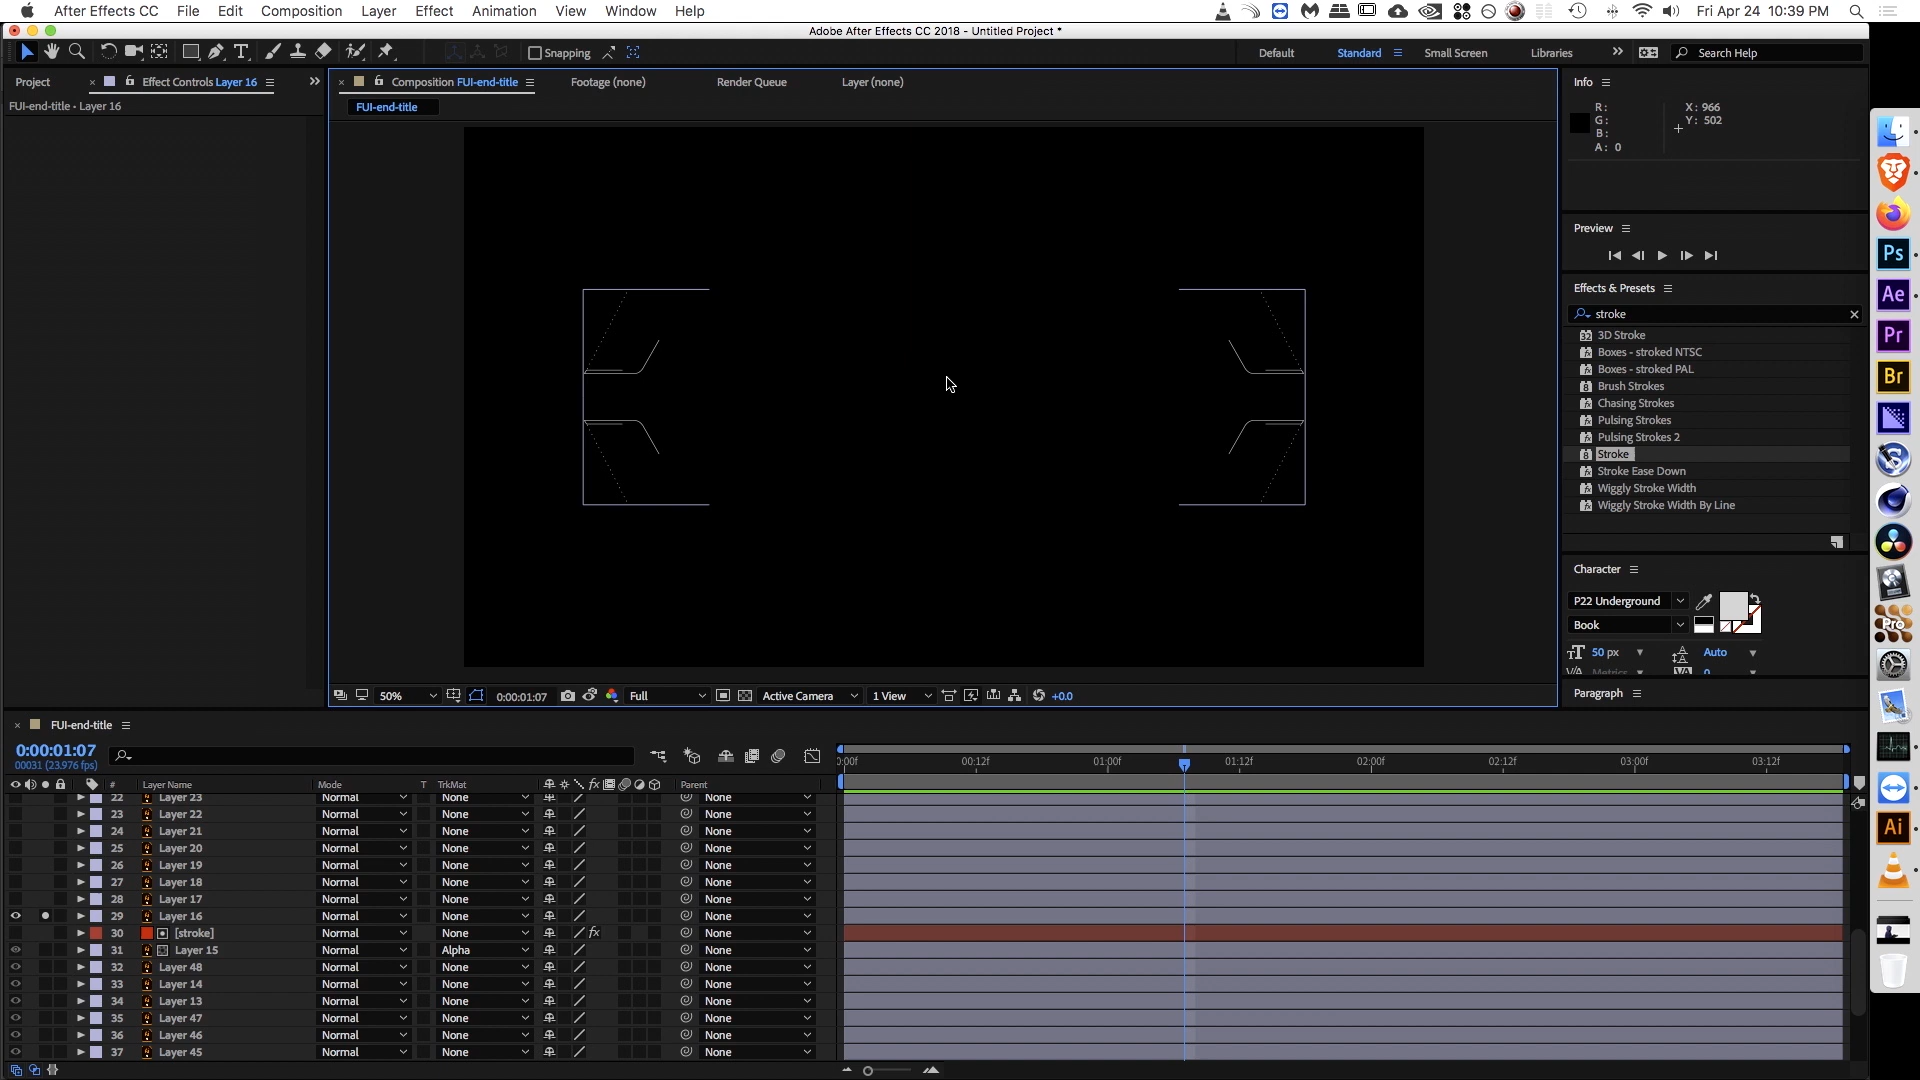 After Effects CC File Edit Composition Layer Effect Animation View Window Help Fri Apr 24 10:39 PM
Adobe After Effects CC 2018 - Untitled Project *
Snapping Default Standard Small Screen Libraries Search Help
Project Effect Controls Layer 16 Composition FUI-end-title Footage (none) Render Queue Layer (none) Info
FUI-end-title • Layer 16 FUI-end-title
R: X: 966
G: Y: 502
B:
A: 0
Preview
Effects & Presets
stroke
3D Stroke
Boxes - stroked NTSC
Boxes - stroked PAL
Brush Strokes
Chasing Strokes
Pulsing Strokes
Pulsing Strokes 2
Stroke
Stroke Ease Down
Wiggly Stroke Width
Wiggly Stroke Width By Line
Character
P22 Underground
Book
50 px Auto
Metrics 0
Paragraph
50% 0:00:01:07 Full Active Camera 1 View +0.0
FUI-end-title
0:00:01:07
00031 (23.976 fps)
:00f 00:12f 01:00f 01:12f 02:00f 02:12f 03:00f 03:12f
# Layer Name Mode T TrkMat Parent
22 Layer 23 Normal None None
23 Layer 22 Normal None None
24 Layer 21 Normal None None
25 Layer 20 Normal None None
26 Layer 19 Normal None None
27 Layer 18 Normal None None
28 Layer 17 Normal None None
29 Layer 16 Normal None None
30 [stroke] Normal None None
31 Layer 15 Normal Alpha None
32 Layer 48 Normal None None
33 Layer 14 Normal None None
34 Layer 13 Normal None None
35 Layer 47 Normal None None
36 Layer 46 Normal None None
37 Layer 45 Normal None None
Ps
Ae
Pr
Br
Pro
Ai